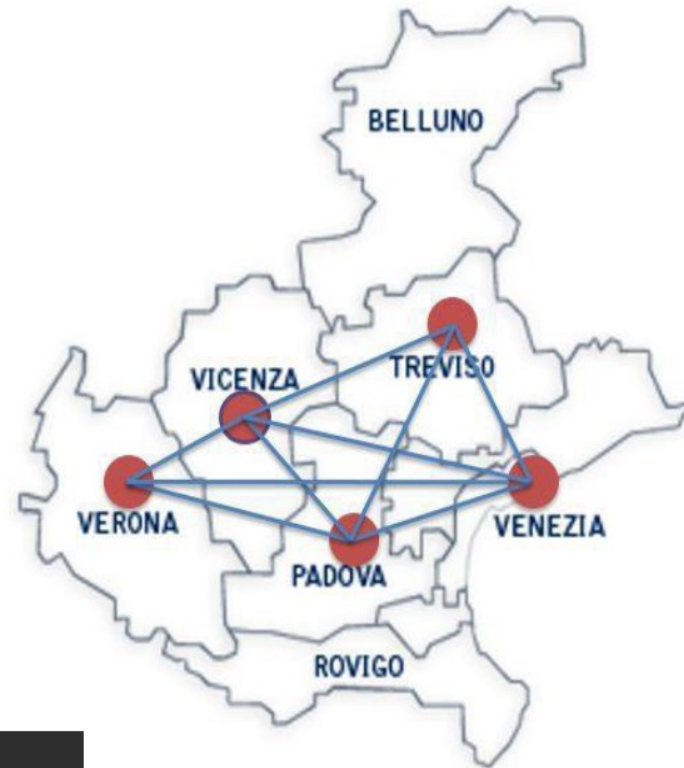 BELLUNO
TREVISO
VICENZA
VERONA
VENEZIA
PADOVA
ROVIGO